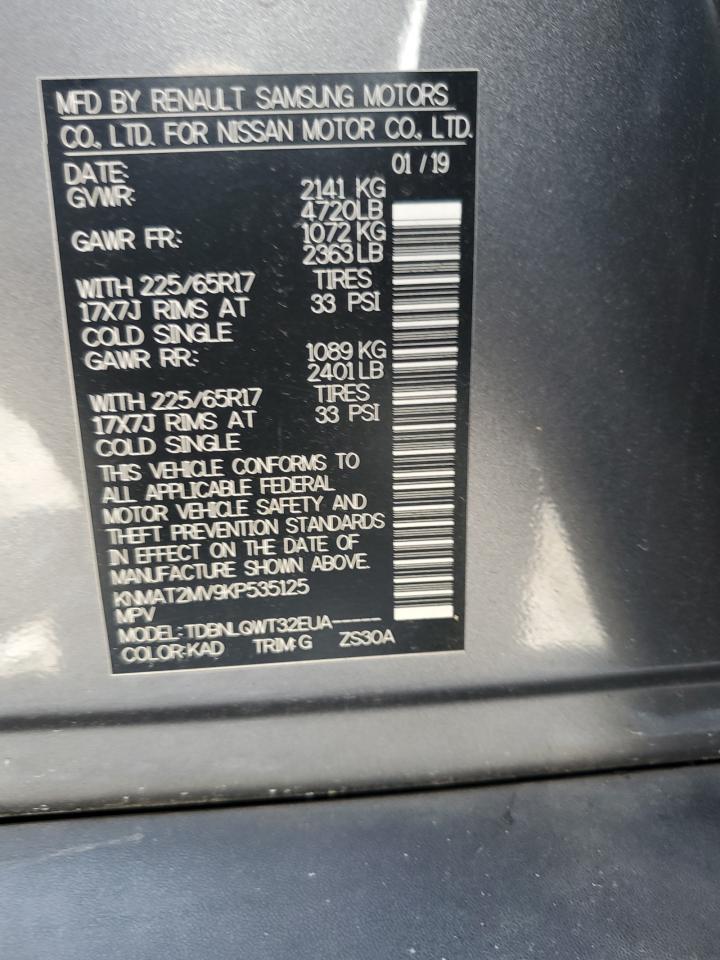 MFD BY RENAULT SAMSUNG MOTORS
CO., LTD. FOR NISSAN MOTOR CO., LTD.
DATE: 01 / 19
GVWR: 2141 KG
4720LB
GAWR FR: 1072 KG
2363LB
WITH 225/65R17 TIRES
17X7J RIMS AT 33 PSI
COLD SINGLE
GAWR RR: 1089 KG
2401LB
WITH 225/65R17 TIRES
17X7J RIMS AT 33 PSI
COLD SINGLE
THIS VEHICLE CONFORMS TO
ALL APPLICABLE FEDERAL
MOTOR VEHICLE SAFETY AND
THEFT PREVENTION STANDARDS
IN EFFECT ON THE DATE OF
MANUFACTURE SHOWN ABOVE.
KNMAT2MV9KP535125
MPV
MODEL: TDBNLQWT32EUA-----
COLOR:KAD TRIM:G ZS30A